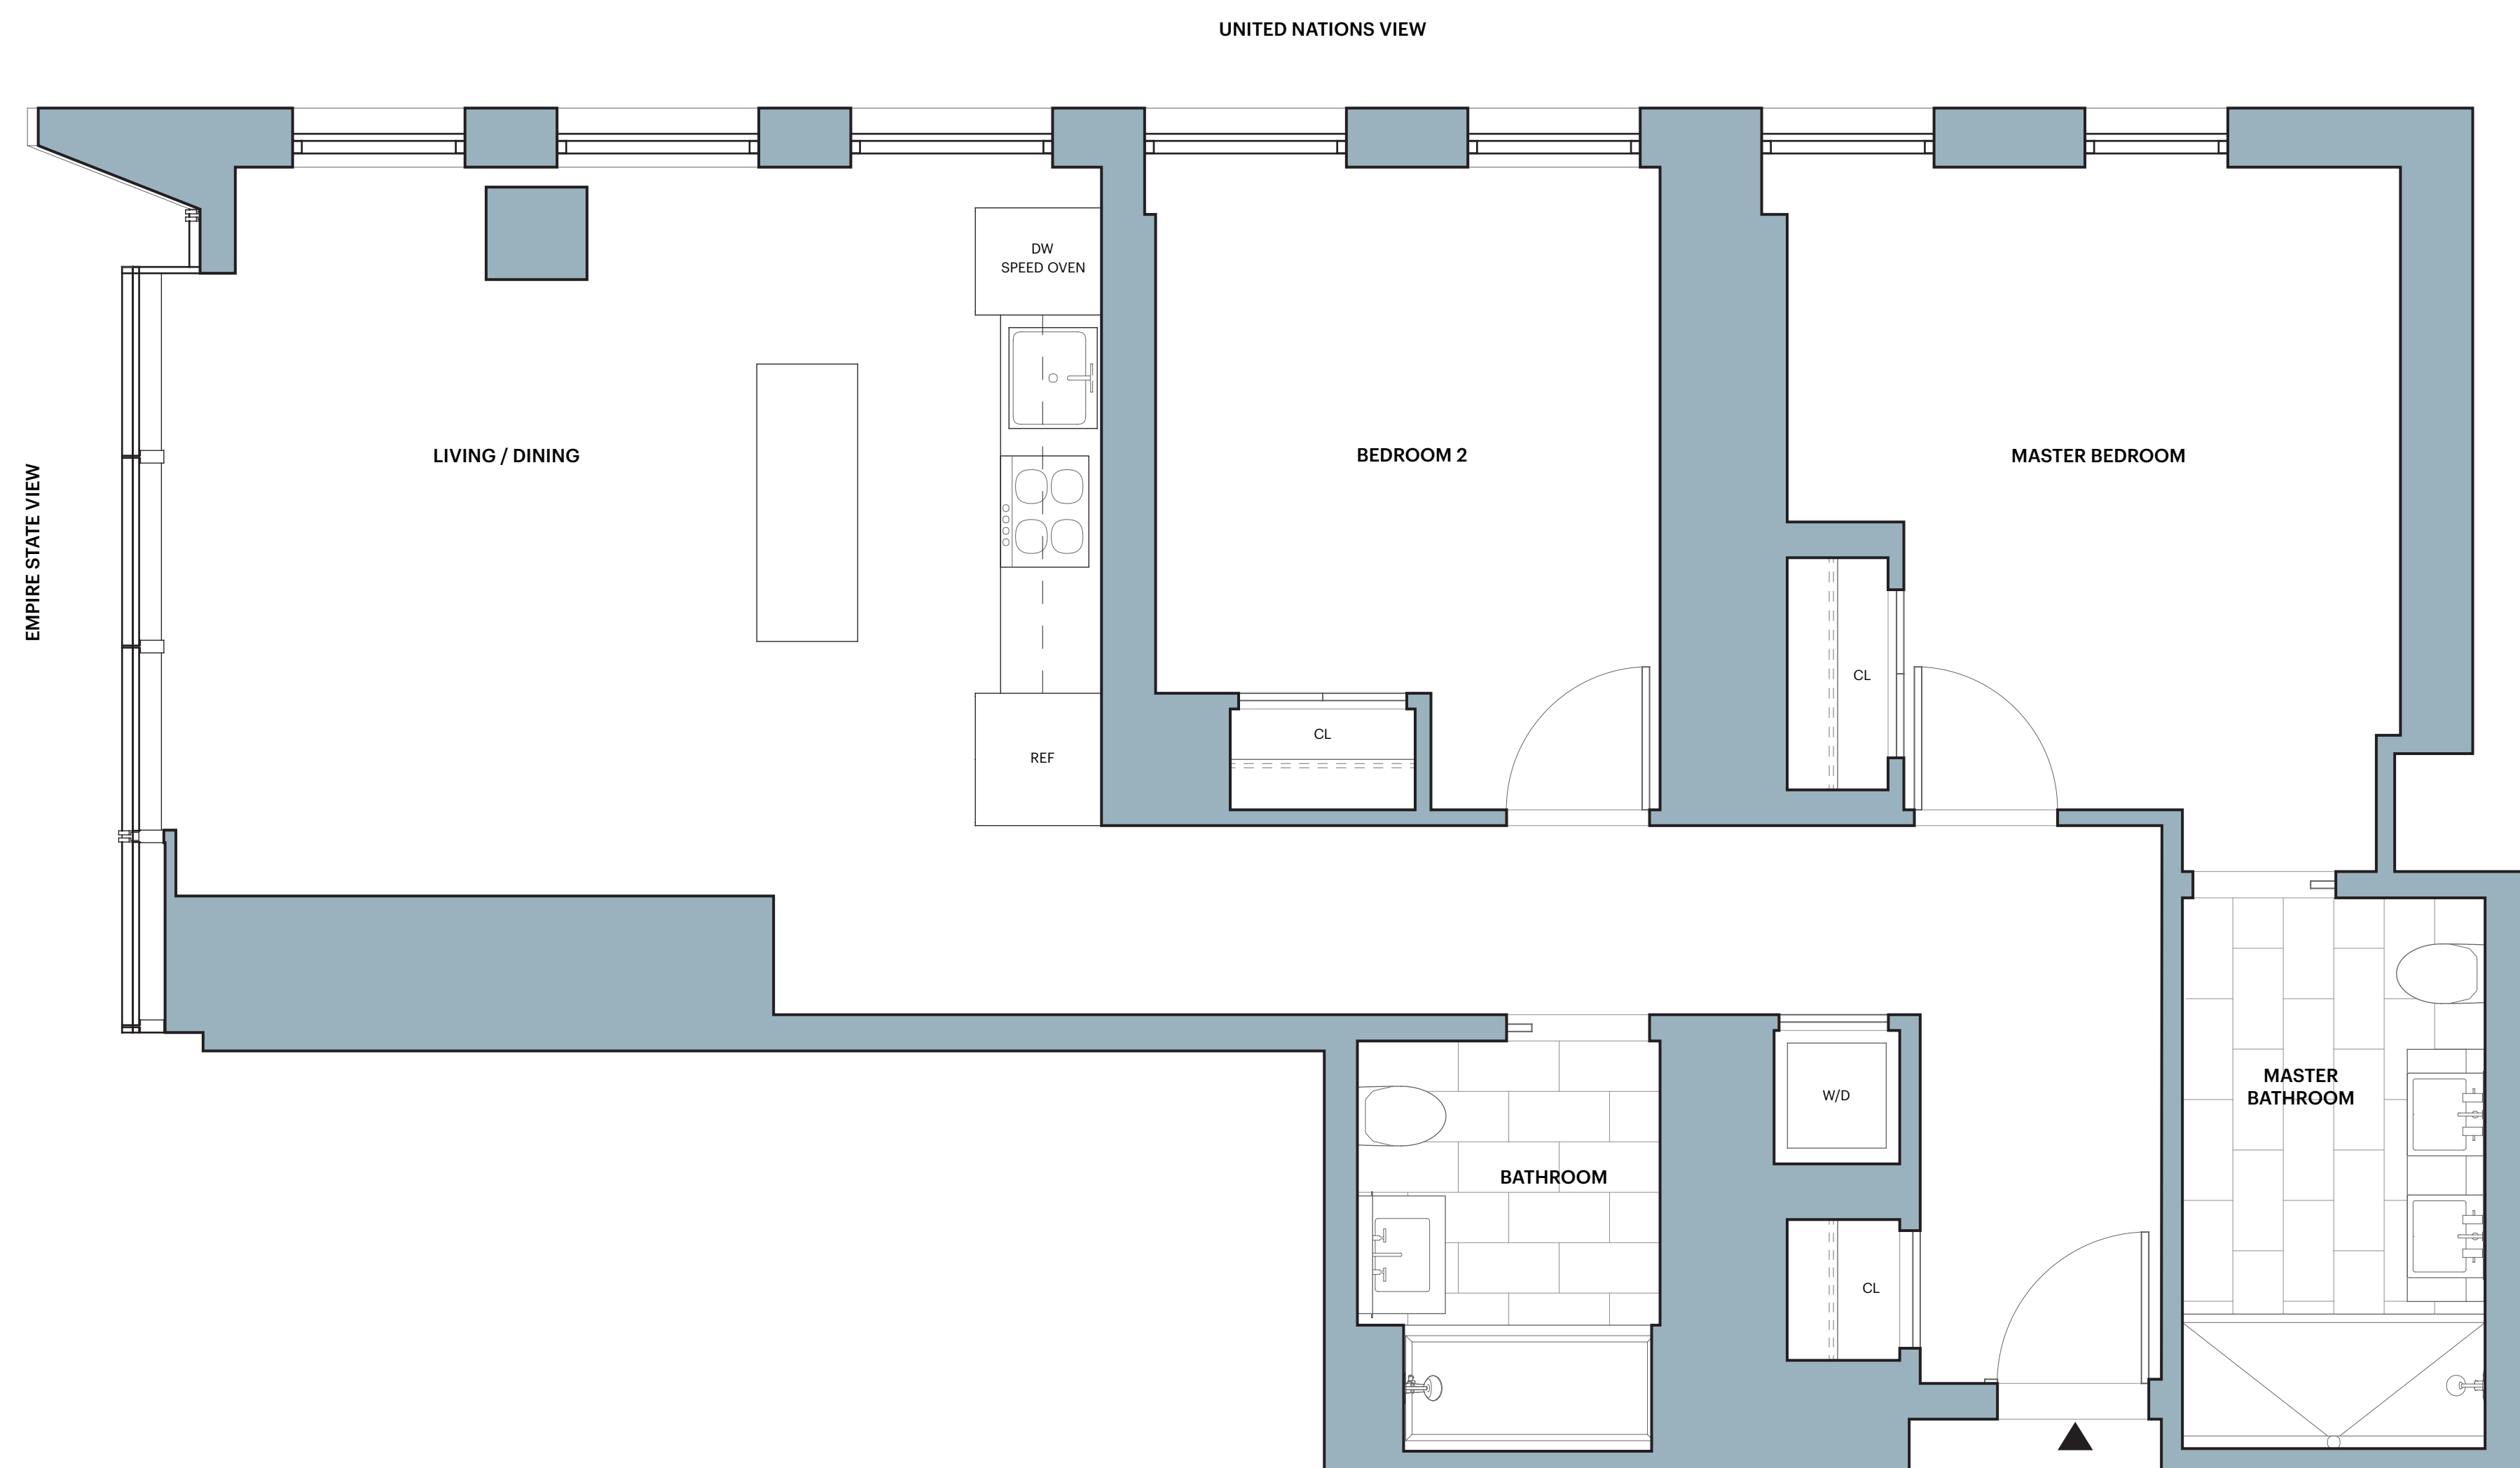 UNITED NATIONS VIEW
EMPIRE STATE VIEW
DW
SPEED OVEN
LIVING / DINING
BEDROOM 2
MASTER BEDROOM
CL
CL
REF
MASTER
BATHROOM
W/D
BATHROOM
CL